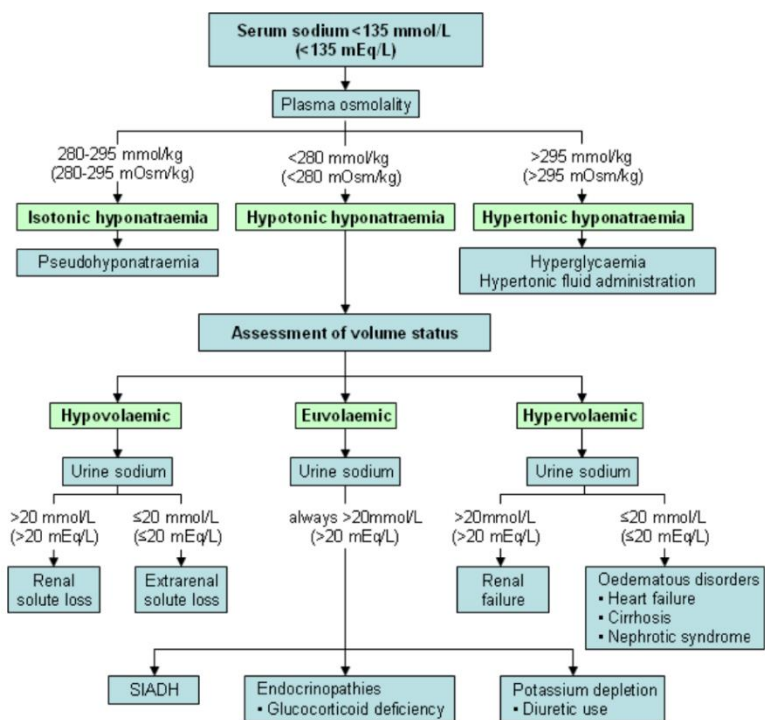 Serum sodium <135 mmol/L
(<135 mEq/L)
Plasma osmolality
280-295 mmol/kg
(280-295 mOsm/kg)
<280 mmol/kg
(<280 mOsm/kg)
>295 mmol/kg
(>295 mOsm/kg)
Isotonic hyponatraemia
Hypotonic hyponatraemia
Hypertonic hyponatraemia
Pseudohyponatraemia
Hyperglycaemia
Hypertonic fluid administration
Assessment of volume status
Hypovolaemic
Euvolaemic
Hypervolaemic
Urine sodium
Urine sodium
Urine sodium
>20 mmol/L
(>20 mEq/L)
≤20 mmol/L
(≤20 mEq/L)
always >20mmol/L
(>20 mEq/L)
>20mmol/L
(>20 mEq/L)
≤20 mmol/L
(≤20 mEq/L)
Renal
solute loss
Extrarenal
solute loss
Renal
failure
Oedematous disorders
▪ Heart failure
▪ Cirrhosis
▪ Nephrotic syndrome
SIADH
Endocrinopathies
▪ Glucocorticoid deficiency
Potassium depletion
▪ Diuretic use